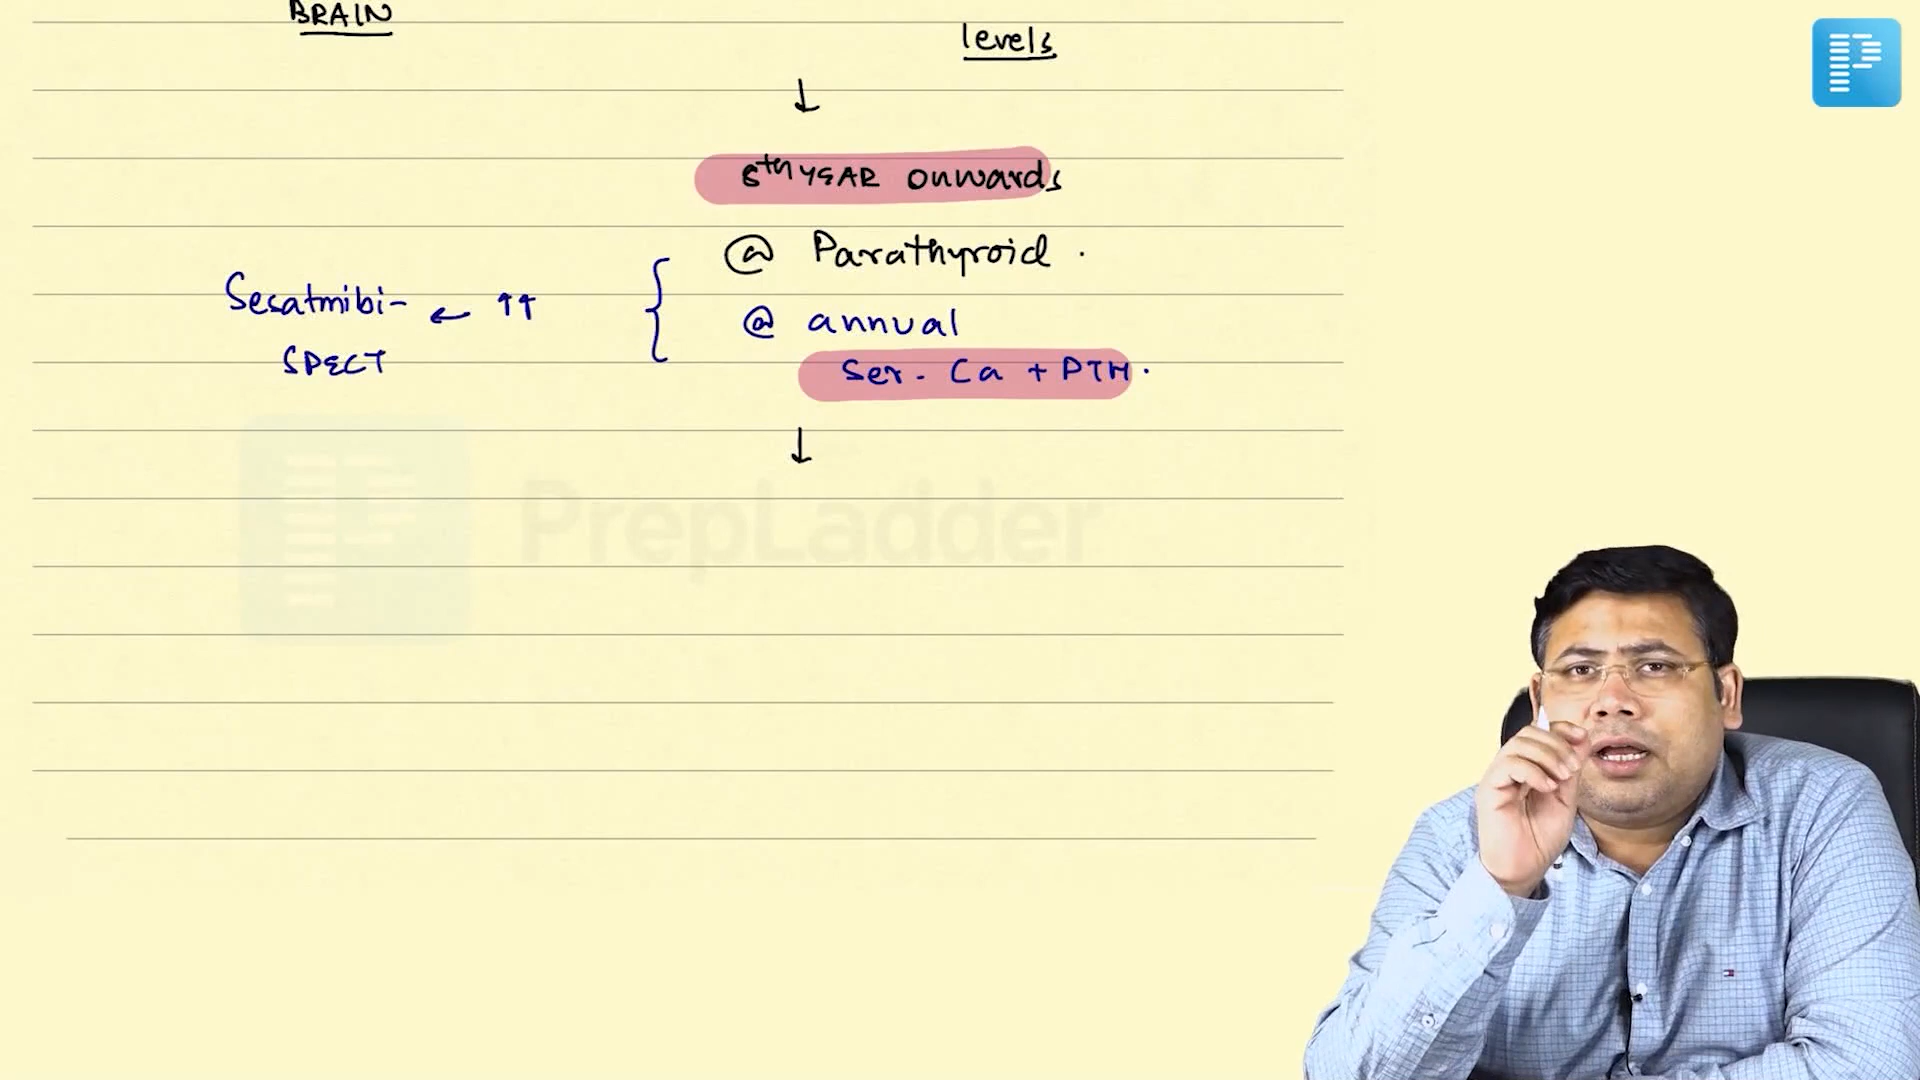 BRAIN
levels
↓
8th YEAR onwards
@ Parathyroid .
@ annual
Ser. Ca + PTH.
Sesatmibi- ← ↑↑ {
SPECT
↓
PrepLadder